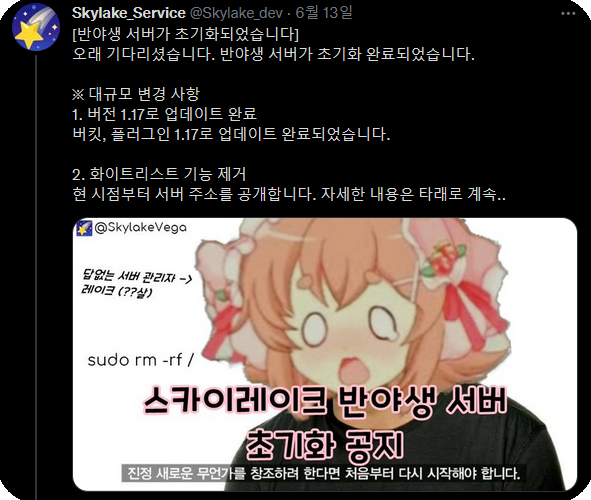 Skylake_Service @Skylake_dev · 6월 13일
[반야생 서버가 초기화되었습니다]
오래 기다리셨습니다. 반야생 서버가 초기화 완료되었습니다.
※ 대규모 변경 사항
1. 버전 1.17로 업데이트 완료
버킷, 플러그인 1.17로 업데이트 완료되었습니다.
2. 화이트리스트 기능 제거
현 시점부터 서버 주소를 공개합니다. 자세한 내용은 타래로 계속..
@SkylakeVega
답없는 서버 관리자 ->
레이크 (??살)
sudo rm -rf /
스카이레이크 반야생 서버
초기화 공지
진정 새로운 무언가를 창조하려 한다면 처음부터 다시 시작해야 합니다.